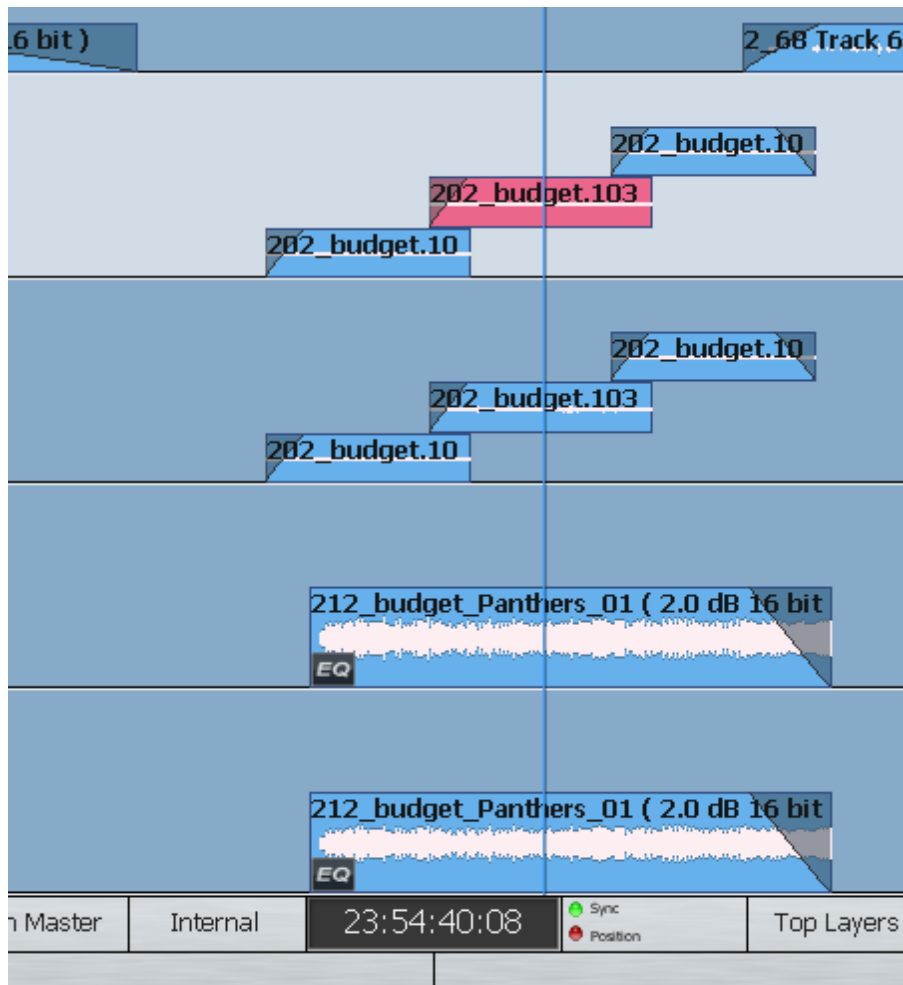 .6 bit )
2_68 Track 6
202_budget.10
202_budget.103
202_budget.10
202_budget.10
202_budget.103
202_budget.10
212_budget_Panthers_01 ( 2.0 dB 16 bit
EQ
212_budget_Panthers_01 ( 2.0 dB 16 bit
EQ
Master
Internal
23:54:40:08
Sync
Position
Top Layers